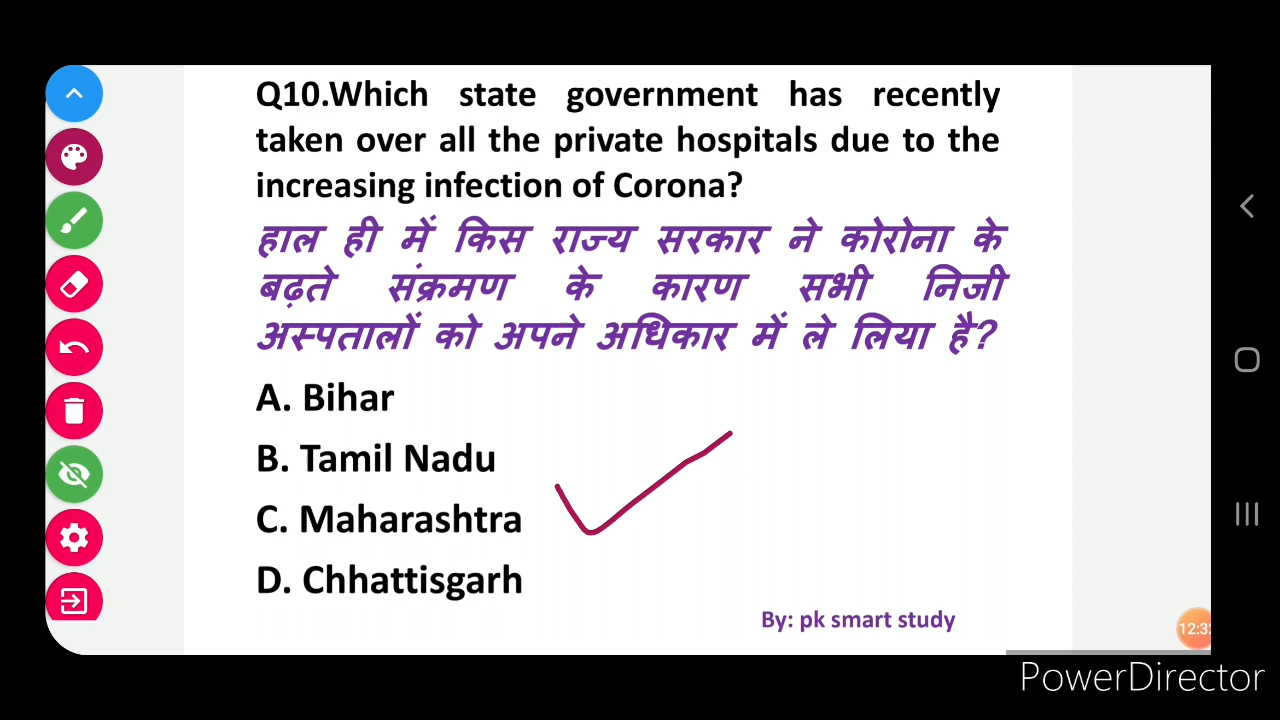 Q10.Which state government has recently
taken over all the private hospitals due to the
increasing infection of Corona?
हाल ही में किस राज्य सरकार ने कोरोना के
बढ़ते संक्रमण के कारण सभी निजी
अस्पतालों को अपने अधिकार में ले लिया है?
A. Bihar
B. Tamil Nadu
C. Maharashtra
D. Chhattisgarh
By: pk smart study
PowerDirector